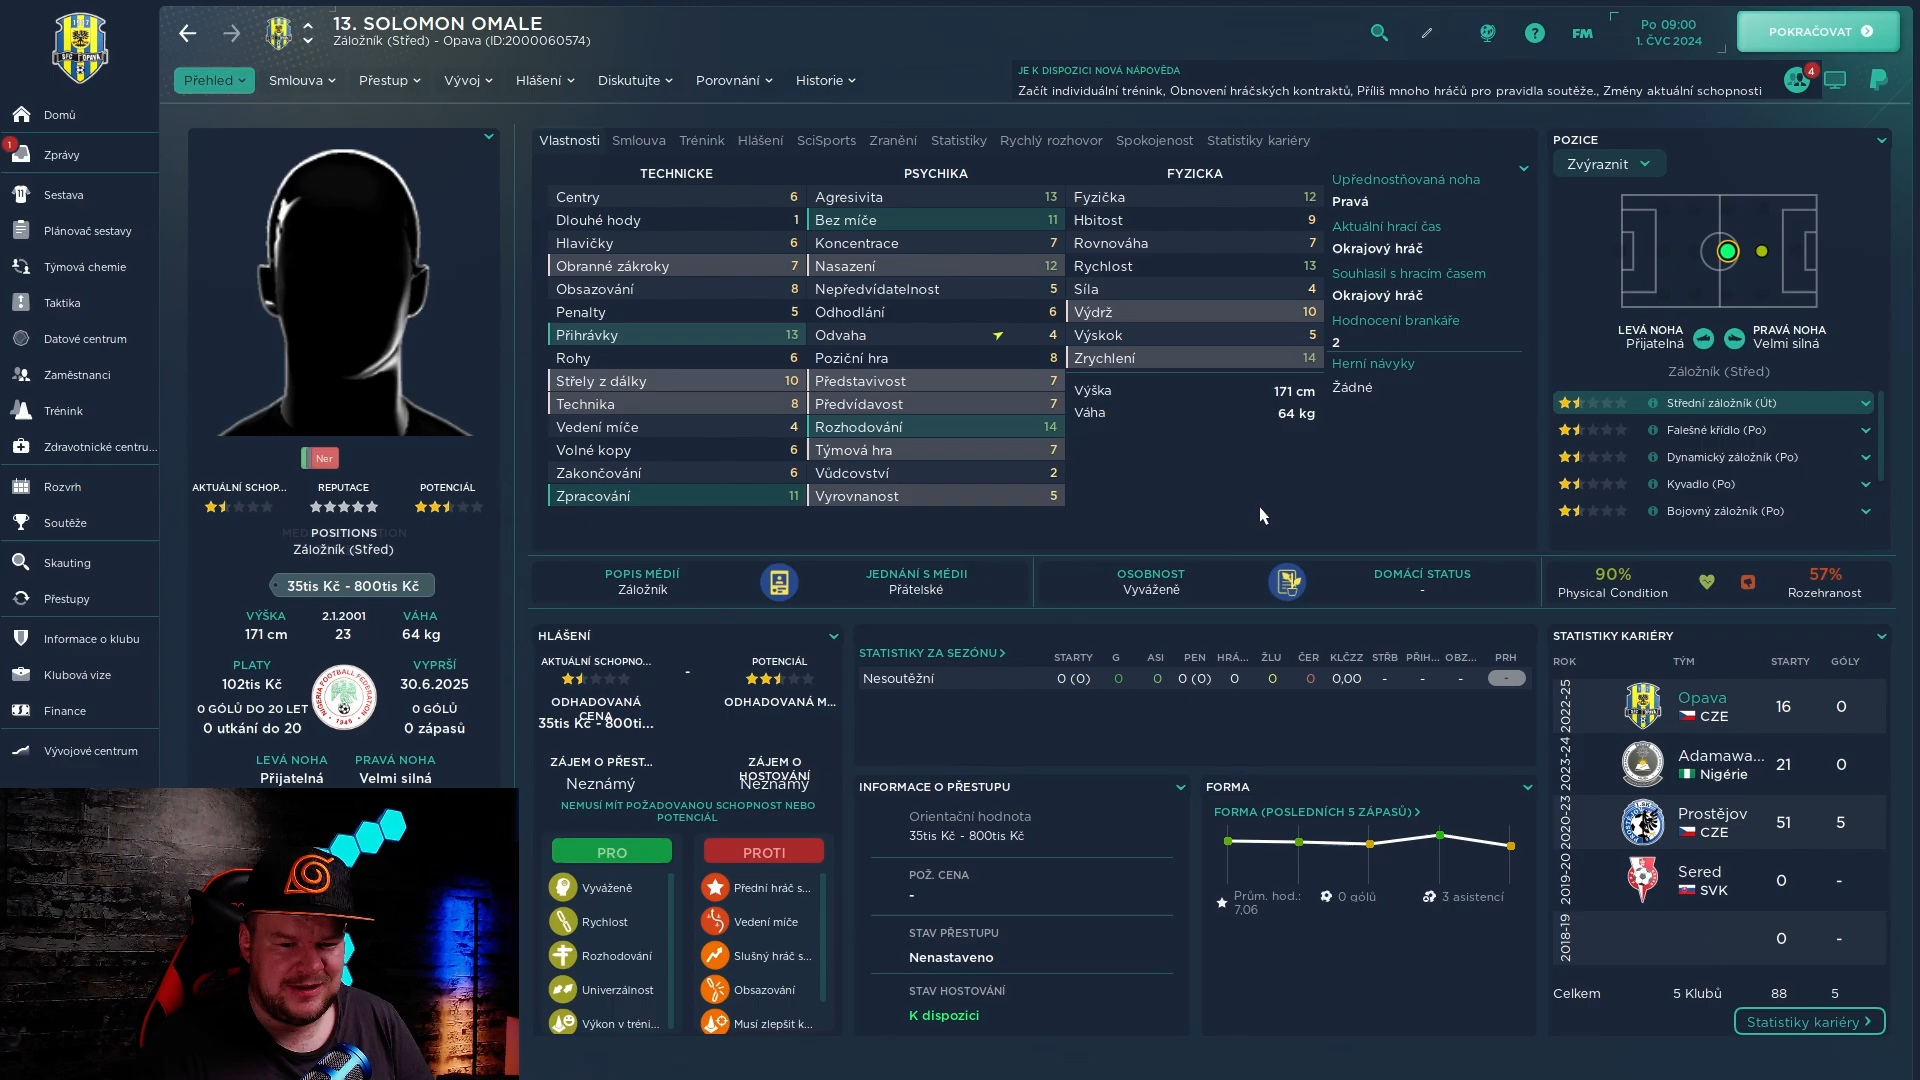 13. SOLOMON OMALE
Záložník (Střed) - Opava (ID:2000060574)
Po 09:00
1. ČVC 2024
POKRAČOVAT
FM
Přehled
Smlouva
Přestup
Vývoj
Hlášení
Diskutujte
Porovnání
Historie
JE K DISPOZICI NOVÁ NÁPOVĚDA
Začít individuální trénink, Obnovení hráčských kontraktů, Příliš mnoho hráčů pro pravidla soutěže., Změny aktuální schopnosti
4
Domů
1
Zprávy
Sestava
Plánovač sestavy
Týmová chemie
Taktika
Datové centrum
Zaměstnanci
Trénink
Zdravotnické centru...
Rozvrh
Soutěže
Skauting
Přestupy
Informace o klubu
Klubová vize
Finance
Vývojové centrum
Ner
AKTUÁLNÍ SCHOP...
REPUTACE
POTENCIÁL
POSITIONS
Záložník (Střed)
35tis Kč - 800tis Kč
VÝŠKA
2.1.2001
VÁHA
171 cm
23
64 kg
PLATY
VYPRŠÍ
102tis Kč
30.6.2025
0 GÓLŮ DO 20 LET
0 GÓLŮ
0 utkání do 20
0 zápasů
LEVÁ NOHA
PRAVÁ NOHA
Přijatelná
Velmi silná
Vlastnosti
Smlouva
Trénink
Hlášení
SciSports
Zranění
Statistiky
Rychlý rozhovor
Spokojenost
Statistiky kariéry
TECHNICKE
Centry 6
Dlouhé hody 1
Hlavičky 6
Obranné zákroky 7
Obsazování 8
Penalty 5
Přihrávky 13
Rohy 6
Střely z dálky 10
Technika 8
Vedení míče 4
Volné kopy 6
Zakončování 6
Zpracování 11
PSYCHIKA
Agresivita 13
Bez míče 11
Koncentrace 7
Nasazení 12
Nepředvídatelnost 5
Odhodlání 6
Odvaha 4
Poziční hra 8
Představivost 7
Předvídavost 7
Rozhodování 14
Týmová hra 7
Vůdcovství 2
Vyrovnanost 5
FYZICKA
Fyzička 12
Hbitost 9
Rovnováha 7
Rychlost 13
Síla 4
Výdrž 10
Výskok 5
Zrychlení 14
Výška 171 cm
Váha 64 kg
Upřednostňovaná noha
Pravá
Aktuální hrací čas
Okrajový hráč
Souhlasil s hracím časem
Okrajový hráč
Hodnocení brankáře
2
Herní návyky
Žádné
POZICE
Zvýraznit
LEVÁ NOHA
Přijatelná
PRAVÁ NOHA
Velmi silná
Záložník (Střed)
Střední záložník (Út)
Falešné křídlo (Po)
Dynamický záložník (Po)
Kyvadlo (Po)
Bojovný záložník (Po)
POPIS MÉDIÍ
Záložník
JEDNÁNÍ S MÉDII
Přátelské
OSOBNOST
Vyváženě
DOMÁCÍ STATUS
-
90%
Physical Condition
57%
Rozehranost
HLÁŠENÍ
AKTUÁLNÍ SCHOPNO...
-
POTENCIÁL
ODHADOVANÁ CENA
35tis Kč - 800ti...
ODHADOVANÁ M...
ZÁJEM O PŘEST...
Neznámý
ZÁJEM O HOSTOVÁNÍ
Neznámý
NEMUSÍ MÍT POŽADOVANOU SCHOPNOST NEBO
POTENCIÁL
PRO
Vyváženě
Rychlost
Rozhodování
Univerzálnost
Výkon v tréni...
PROTI
Přední hráč s...
Vedení míče
Slušný hráč s...
Obsazování
Musí zlepšit k...
STATISTIKY ZA SEZÓNU
STARTY G ASI PEN HRÁ... ŽLU ČER KLČZZ STŘB PŘIH... OBZ... PRH
Nesoutěžní 0 (0) 0 0 0 (0) 0 0 0 0,00 - - - -
INFORMACE O PŘESTUPU
Orientační hodnota
35tis Kč - 800tis Kč
POŽ. CENA
-
STAV PŘESTUPU
Nenastaveno
STAV HOSTOVÁNÍ
K dispozici
FORMA
FORMA (POSLEDNÍCH 5 ZÁPASŮ)
Prům. hod.:
7,06
0 gólů
3 asistencí
STATISTIKY KARIÉRY
ROK TÝM STARTY GÓLY
2022-25 Opava CZE 16 0
2023-24 Adamawa... Nigérie 21 0
2020-23 Prostějov CZE 51 5
2019-20 Sered SVK 0 -
2018-19 0 -
Celkem 5 Klubů 88 5
Statistiky kariéry